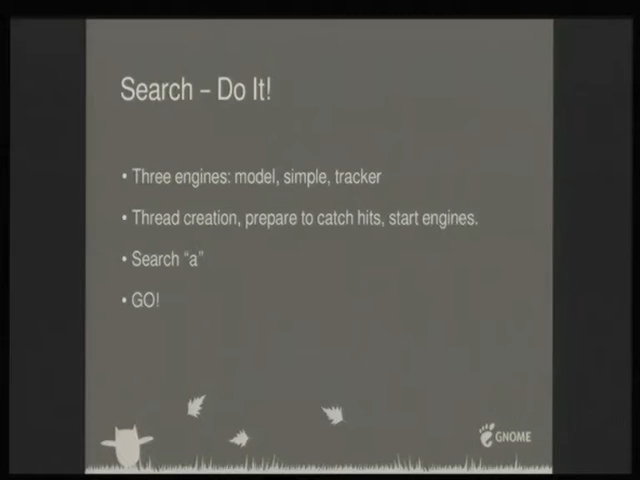 Search – Do It!
• Three engines: model, simple, tracker
• Thread creation, prepare to catch hits, start engines.
• Search “a”
• GO!
GNOME